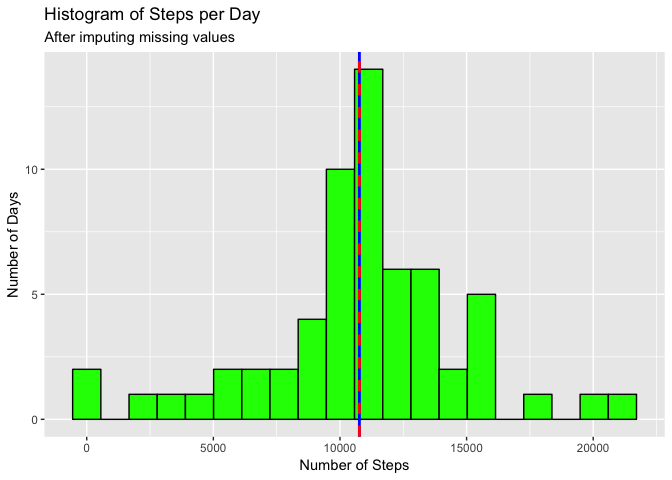 Histogram of Steps per Day
After imputing missing values
Number of Days
10
5
0
0 5000 10000 15000 20000
Number of Steps